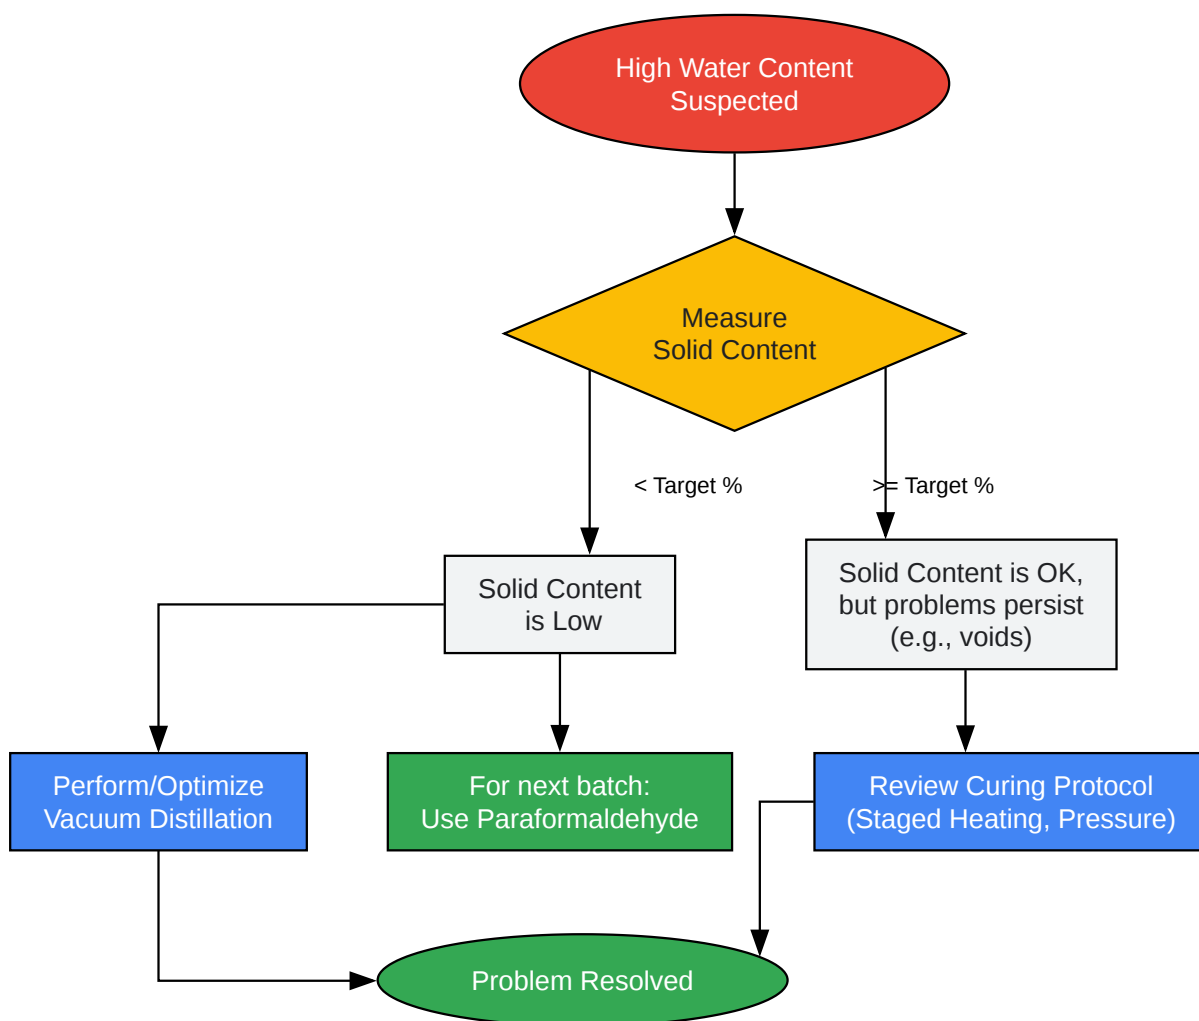 High Water Content
Suspected
Measure
Solid Content
< Target %
>= Target %
Solid Content
is Low
Solid Content is OK,
but problems persist
(e.g., voids)
Perform/Optimize
Vacuum Distillation
For next batch:
Use Paraformaldehyde
Review Curing Protocol
(Staged Heating, Pressure)
Problem Resolved